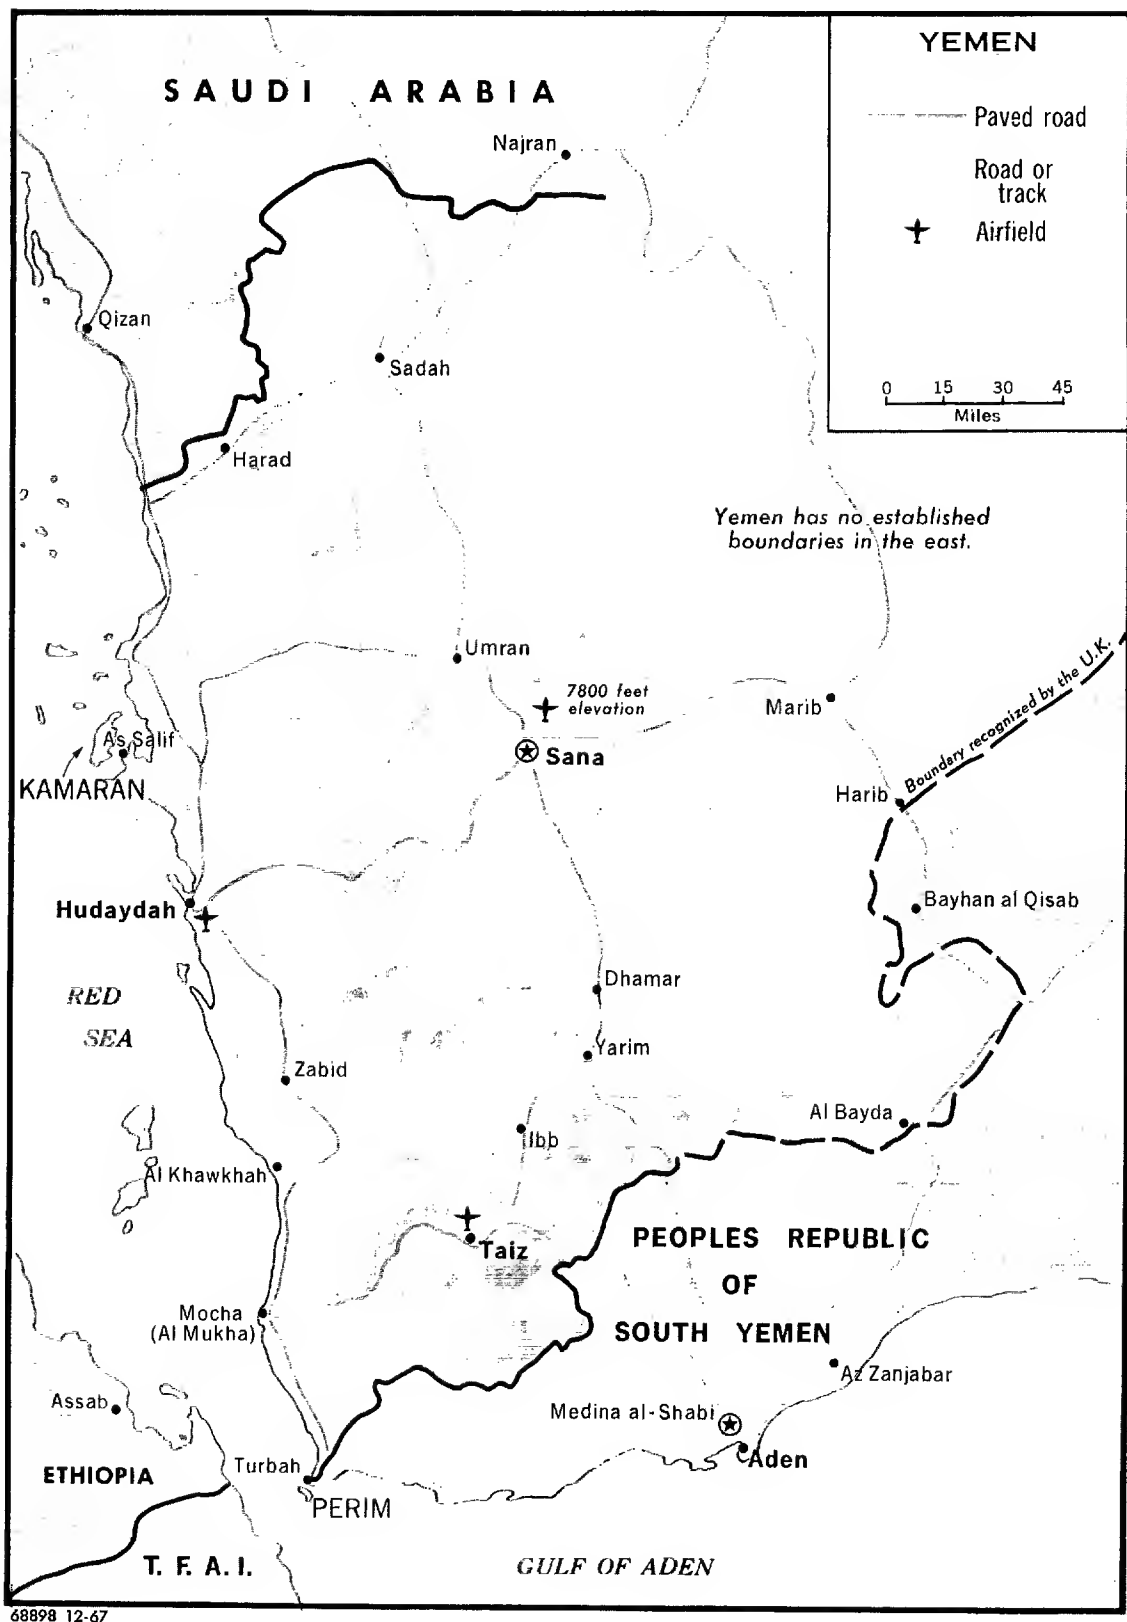 YEMEN
Paved road
Road or
track
Airfield
0 15 30 45
Miles
SAUDI ARABIA
Najran
Qizan
Sadah
Harad
Yemen has no established
boundaries in the east.
Umran
7800 feet
elevation
Marib
Boundary recognized by the U.K.
As Salif
Sana
KAMARAN
Harib
Hudaydah
Bayhan al Qisab
Dhamar
RED
SEA
Yarim
Zabid
Al Bayda
Ibb
Al Khawkhah
Taiz
PEOPLES REPUBLIC
OF
SOUTH YEMEN
Mocha
(Al Mukha)
Az Zanjabar
Assab
Medina al-Shabi
Aden
Turbah
ETHIOPIA
PERIM
T. F. A. I.
GULF OF ADEN
68898 12-67